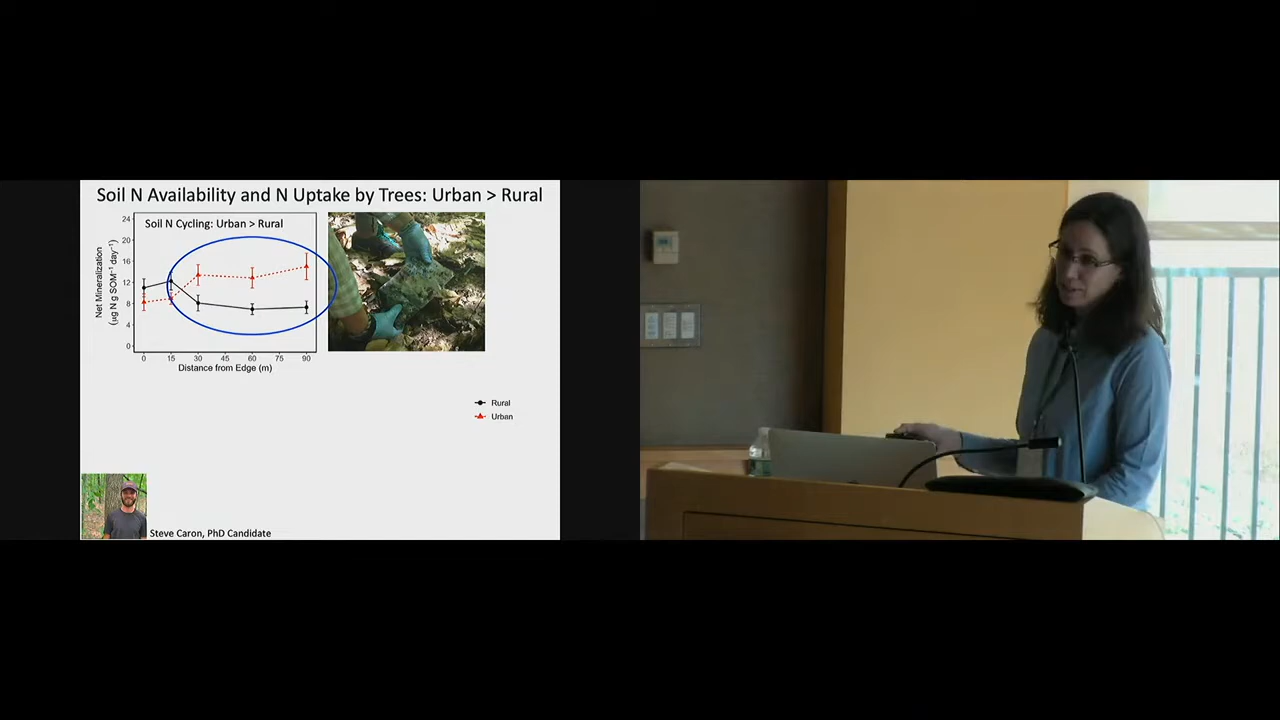 Soil N Availability and N Uptake by Trees: Urban > Rural
Soil N Cycling: Urban > Rural
24
20
16
12
8
4
0
Net Mineralization
(µg N g SOM⁻¹ day⁻¹)
0 15 30 45 60 75 90
Distance from Edge (m)
Rural
Urban
Steve Caron, PhD Candidate